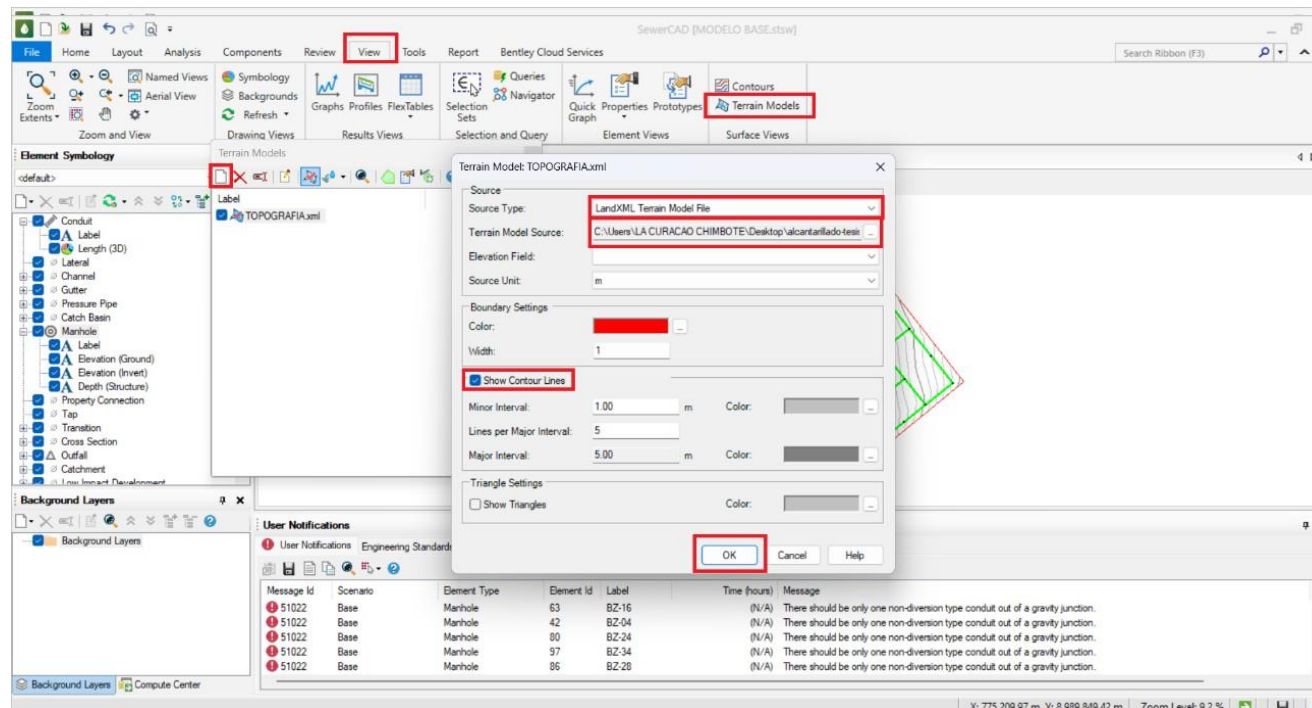 SewerCAD [MODELO BASE.stsw]
File Home Layout Analysis Components Review View Tools Report Bentley Cloud Services
Search Ribbon (F3)
Zoom Extents
Named Views
Aerial View
Zoom and View
Symbology
Backgrounds
Refresh
Drawing Views
Graphs Profiles FlexTables
Results Views
Selection Sets
Queries
Navigator
Selection and Query
Quick Graph
Properties Prototypes
Element Views
Contours
Terrain Models
Surface Views
Element Symbology
<default>
Conduit
Label
Length (3D)
Lateral
Channel
Gutter
Pressure Pipe
Catch Basin
Manhole
Label
Elevation (Ground)
Elevation (Invert)
Depth (Structure)
Property Connection
Tap
Transition
Cross Section
Outfall
Catchment
Low Impact Development
Terrain Models
Label
TOPOGRAFIA.xml
Terrain Model: TOPOGRAFIA.xml
Source
Source Type: LandXML Terrain Model File
Terrain Model Source: C:\Users\LA CURACAO CHIMBOTE\Desktop\alcantarillado-tesis
Elevation Field:
Source Unit: m
Boundary Settings
Color:
Width: 1
Show Contour Lines
Minor Interval: 1.00 m Color:
Lines per Major Interval: 5
Major Interval: 5.00 m Color:
Triangle Settings
Show Triangles Color:
OK Cancel Help
Background Layers
Background Layers
Background Layers Compute Center
User Notifications
User Notifications Engineering Standards
Message Id Scenario Element Type Element Id Label Time (hours) Message
51022 Base Manhole 63 BZ-16 (N/A) There should be only one non-diversion type conduit out of a gravity junction.
51022 Base Manhole 42 BZ-04 (N/A) There should be only one non-diversion type conduit out of a gravity junction.
51022 Base Manhole 80 BZ-24 (N/A) There should be only one non-diversion type conduit out of a gravity junction.
51022 Base Manhole 97 BZ-34 (N/A) There should be only one non-diversion type conduit out of a gravity junction.
51022 Base Manhole 86 BZ-28 (N/A) There should be only one non-diversion type conduit out of a gravity junction.
X: 775,209.97 m, Y: 8,989,849.42 m Zoom Level: 9.2 %